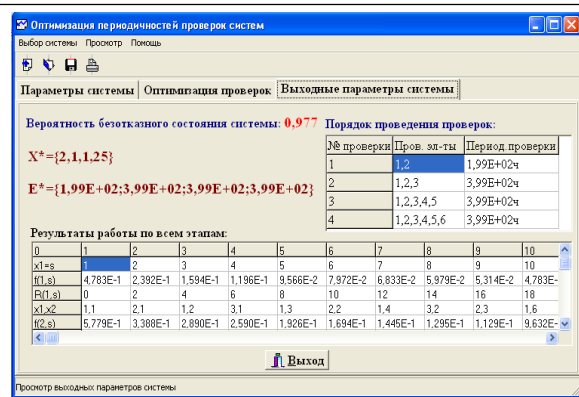 Оптимизация периодичностей проверок систем
Выбор системы Просмотр Помощь
Параметры системы Оптимизация проверок Выходные параметры системы
Вероятность безотказного состояния системы: 0,977 Порядок проведения проверок:
X*={2,1,1,25}
E*={1,99E+02;3,99E+02;3,99E+02;3,99E+02}
№ проверки Пров. эл-ты Период.проверки
1 1,2 1,99E+02ч
2 1,2,3 3,99E+02ч
3 1,2,3,4,5 3,99E+02ч
4 1,2,3,4,5,6 3,99E+02ч
Результаты работы по всем этапам:
0 1 2 3 4 5 6 7 8 9 10
x1=s 1 2 3 4 5 6 7 8 9 10
f(1,s) 4,783E-1 2,392E-1 1,594E-1 1,196E-1 9,566E-2 7,972E-2 6,833E-2 5,979E-2 5,314E-2 4,783E-
R(1,s) 0 2 4 6 8 10 12 14 16 18
x1,x2 1,1 2,1 1,2 3,1 1,3 2,2 1,4 3,2 2,3 1,6
f(2,s) 5,779E-1 3,388E-1 2,890E-1 2,590E-1 1,926E-1 1,694E-1 1,445E-1 1,295E-1 1,129E-1 9,632E-
Выход
Просмотр выходных параметров системы